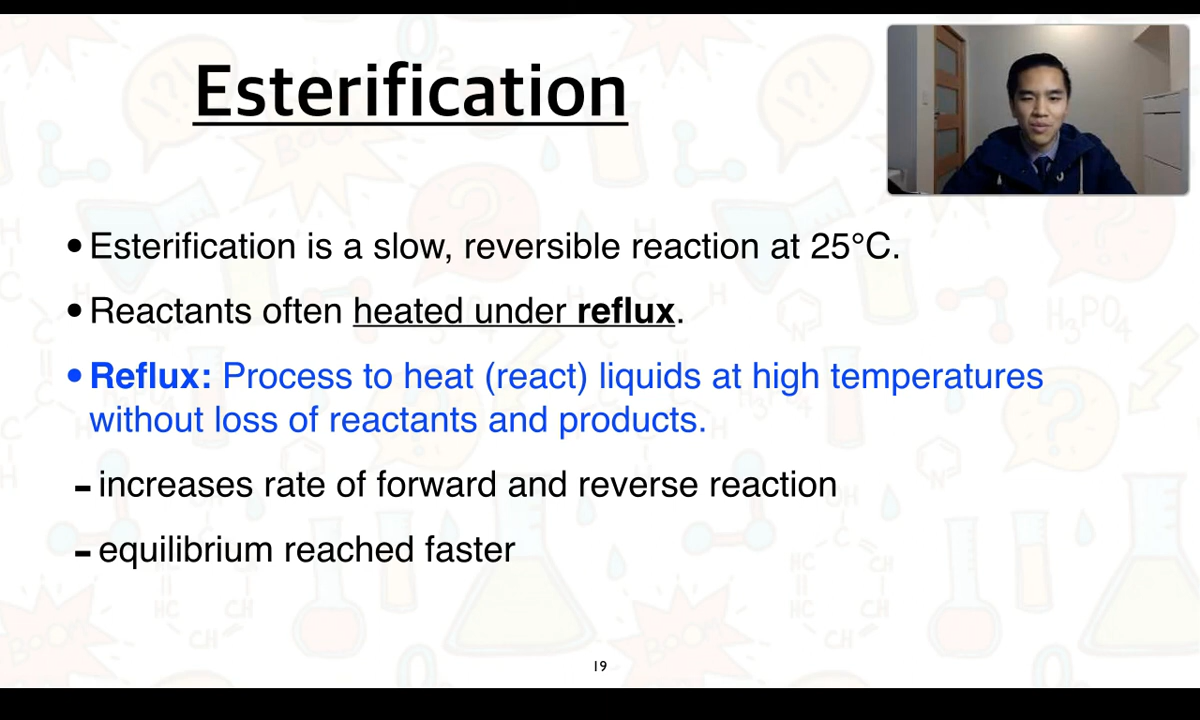 Esterification
• Esterification is a slow, reversible reaction at 25°C.
• Reactants often heated under reflux.
• Reflux: Process to heat (react) liquids at high temperatures
without loss of reactants and products.
- increases rate of forward and reverse reaction
- equilibrium reached faster
19